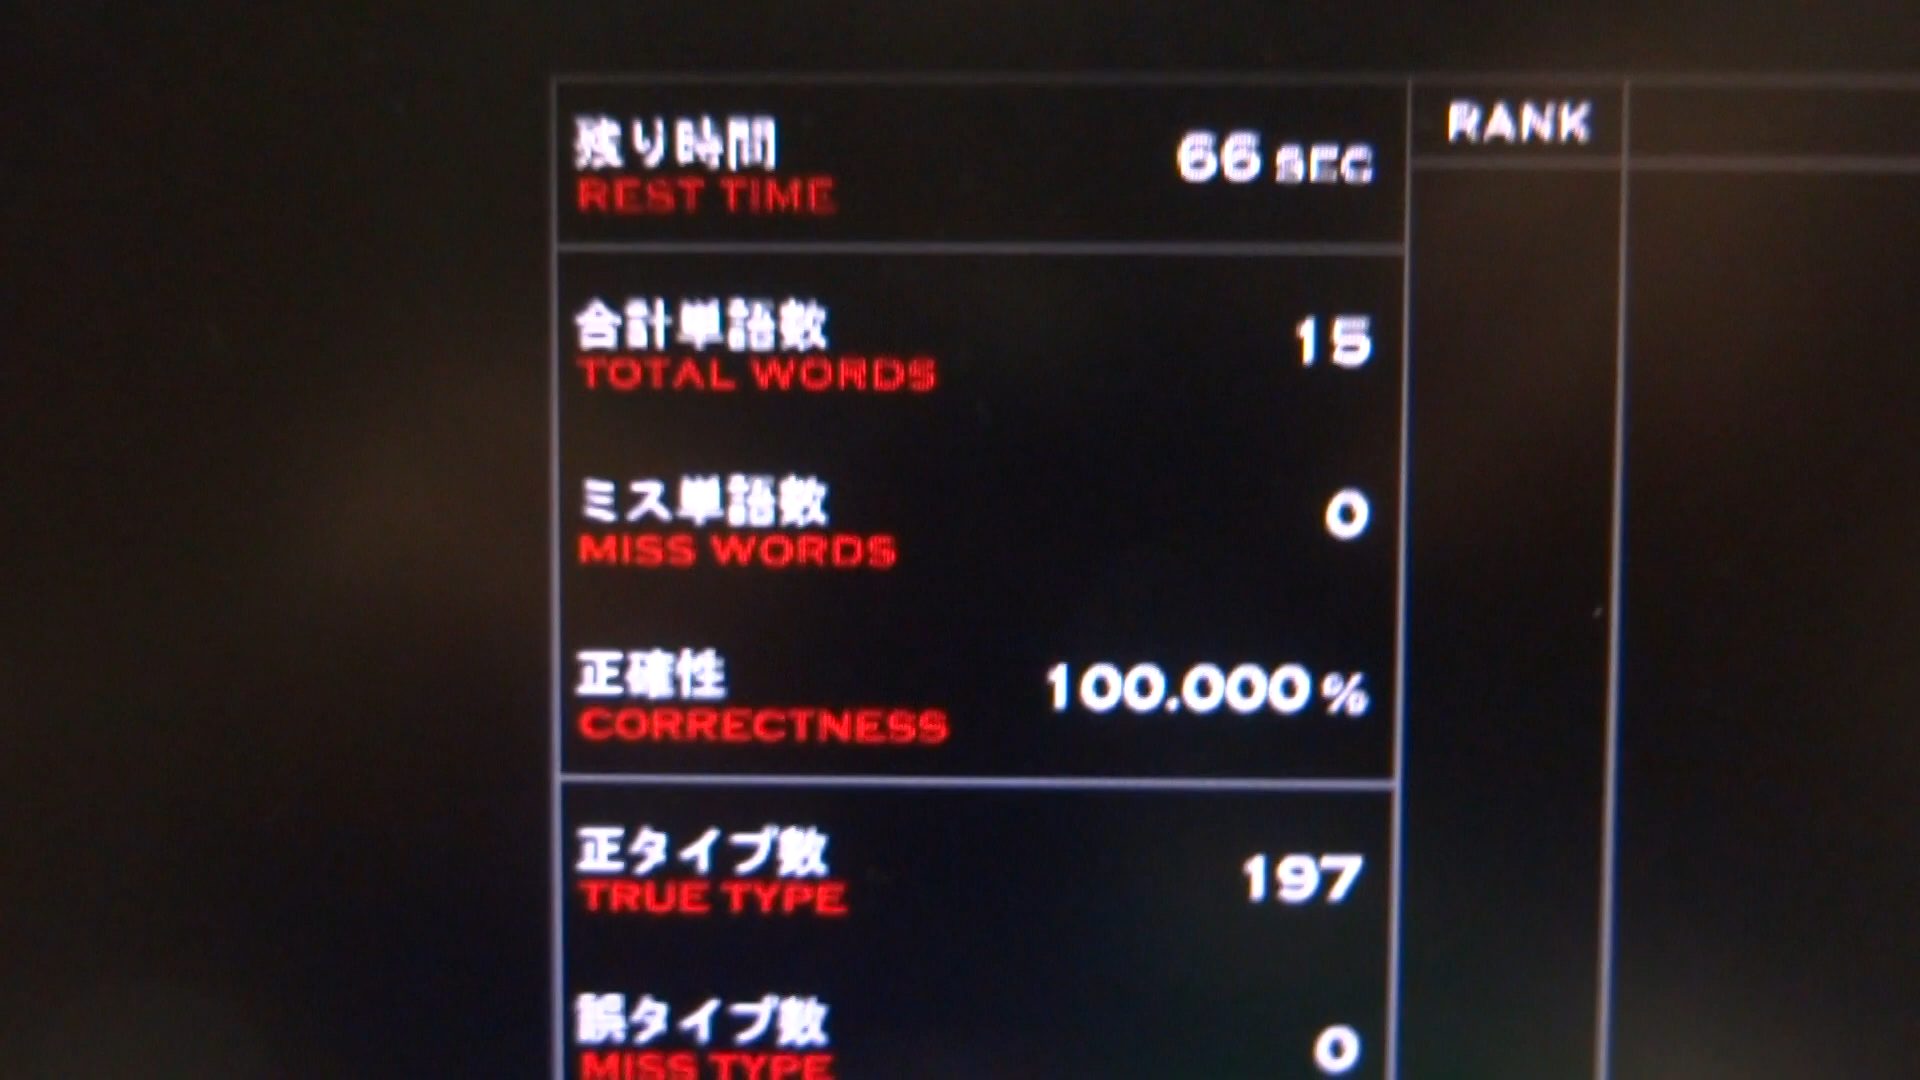 残り時間
REST TIME
66 SEC
RANK
合計単語数
TOTAL WORDS
15
ミス単語数
MISS WORDS
0
正確性
CORRECTNESS
100.000 %
正タイプ数
TRUE TYPE
197
誤タイプ数
MISS TYPE
0